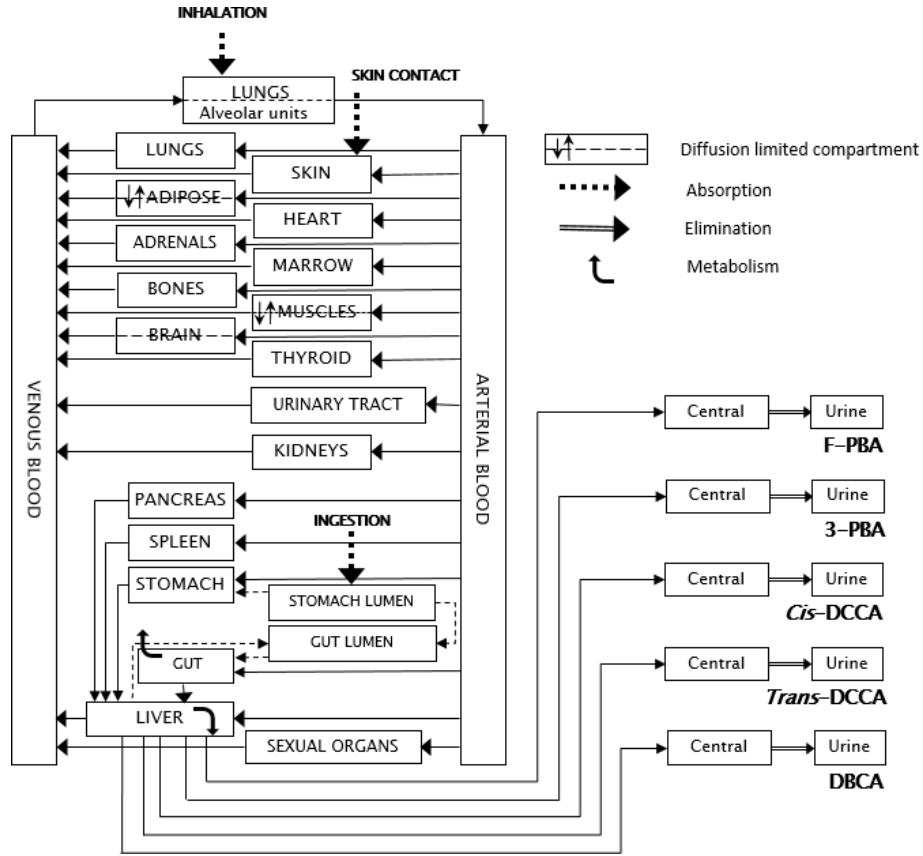 INHALATION
SKIN CONTACT
LUNGS
Alveolar units
LUNGS
SKIN
ADIPOSE
HEART
ADRENALS
MARROW
BONES
MUSCLES
BRAIN
THYROID
URINARY TRACT
KIDNEYS
PANCREAS
SPLEEN
STOMACH
INGESTION
STOMACH LUMEN
GUT LUMEN
GUT
LIVER
SEXUAL ORGANS
VENOUS BLOOD
ARTERIAL BLOOD
Diffusion limited compartment
Absorption
Elimination
Metabolism
Central
Urine
F-PBA
Central
Urine
3-PBA
Central
Urine
Cis-DCCA
Central
Urine
Trans-DCCA
Central
Urine
DBCA